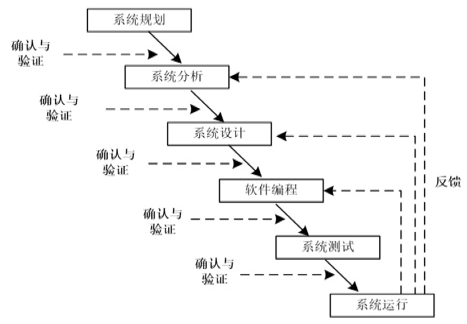 系统规划
确认与
验证
系统分析
确认与
验证
系统设计
确认与
验证
反馈
软件编程
确认与
验证
系统测试
确认与
验证
系统运行